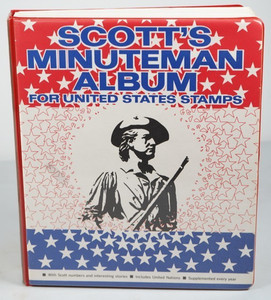 SCOTT'S
MINUTEMAN
ALBUM
FOR UNITED STATES STAMPS
■ With Scott numbers and interesting stories ■ Includes United Nations ■ Supplemented every year